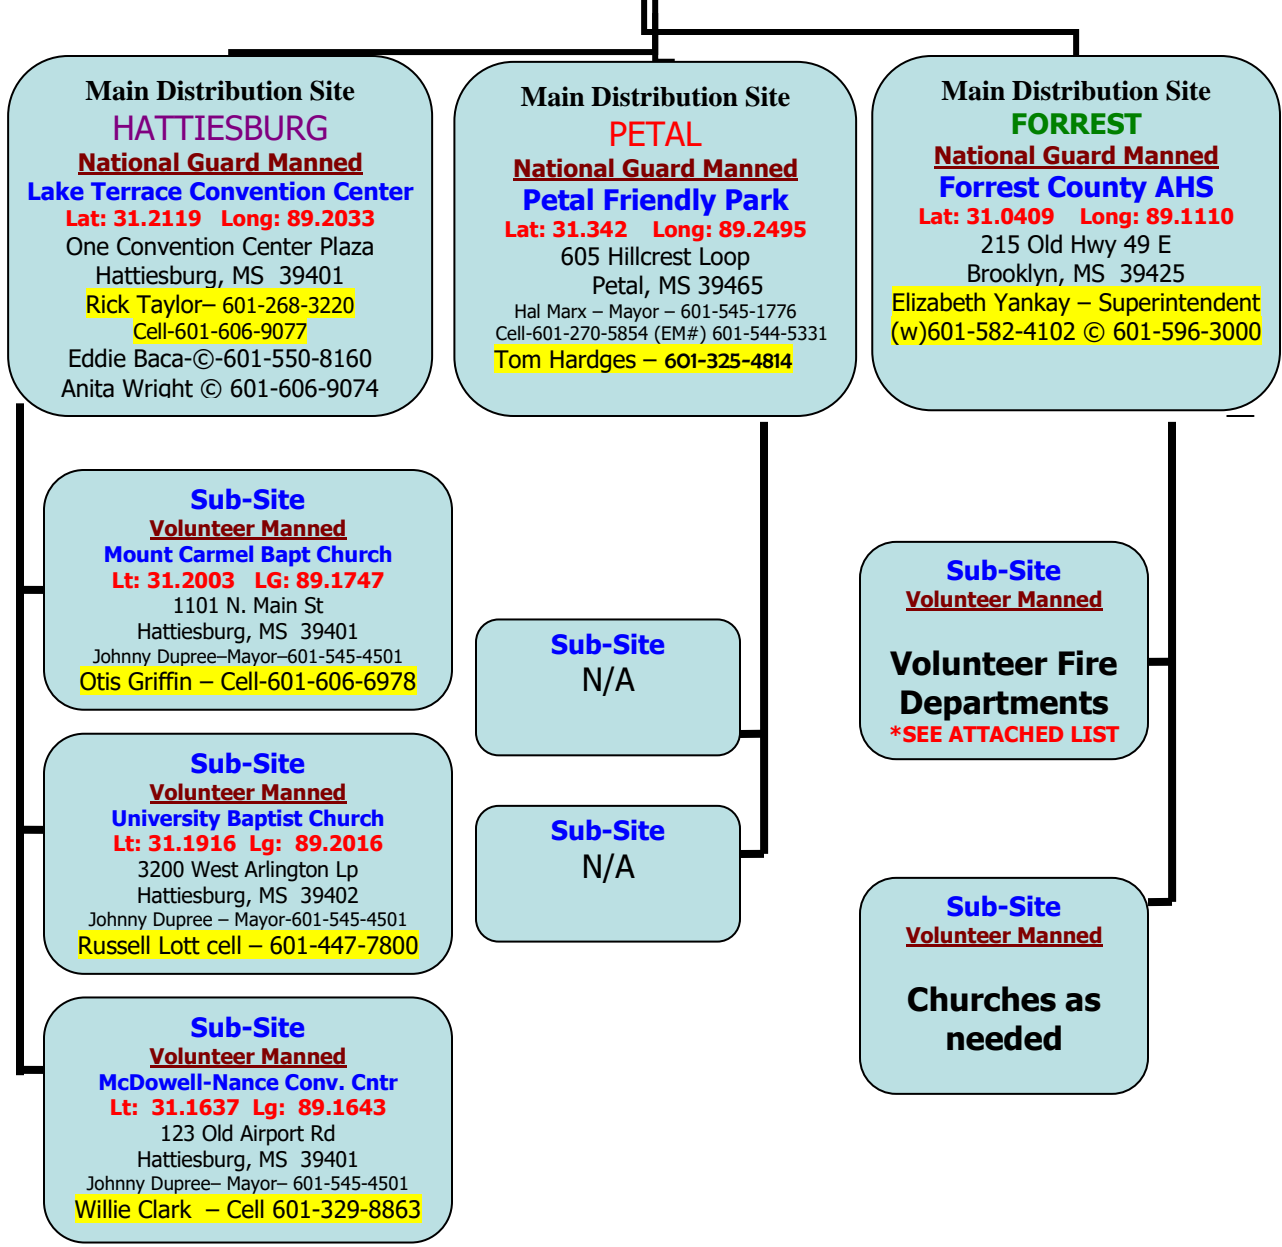 Main Distribution Site
HATTIESBURG
National Guard Manned
Lake Terrace Convention Center
Lat: 31.2119 Long: 89.2033
One Convention Center Plaza
Hattiesburg, MS 39401
Rick Taylor– 601-268-3220
Cell-601-606-9077
Eddie Baca-©-601-550-8160
Anita Wright © 601-606-9074
Main Distribution Site
PETAL
National Guard Manned
Petal Friendly Park
Lat: 31.342 Long: 89.2495
605 Hillcrest Loop
Petal, MS 39465
Hal Marx – Mayor – 601-545-1776
Cell-601-270-5854 (EM#) 601-544-5331
Tom Hardges – 601-325-4814
Main Distribution Site
FORREST
National Guard Manned
Forrest County AHS
Lat: 31.0409 Long: 89.1110
215 Old Hwy 49 E
Brooklyn, MS 39425
Elizabeth Yankay – Superintendent
(w)601-582-4102 © 601-596-3000
Sub-Site
Volunteer Manned
Mount Carmel Bapt Church
Lt: 31.2003 LG: 89.1747
1101 N. Main St
Hattiesburg, MS 39401
Johnny Dupree–Mayor–601-545-4501
Otis Griffin – Cell-601-606-6978
Sub-Site
Volunteer Manned
University Baptist Church
Lt: 31.1916 Lg: 89.2016
3200 West Arlington Lp
Hattiesburg, MS 39402
Johnny Dupree – Mayor-601-545-4501
Russell Lott cell – 601-447-7800
Sub-Site
Volunteer Manned
McDowell-Nance Conv. Cntr
Lt: 31.1637 Lg: 89.1643
123 Old Airport Rd
Hattiesburg, MS 39401
Johnny Dupree– Mayor– 601-545-4501
Willie Clark – Cell 601-329-8863
Sub-Site
N/A
Sub-Site
N/A
Sub-Site
Volunteer Manned
Volunteer Fire
Departments
*SEE ATTACHED LIST
Sub-Site
Volunteer Manned
Churches as
needed